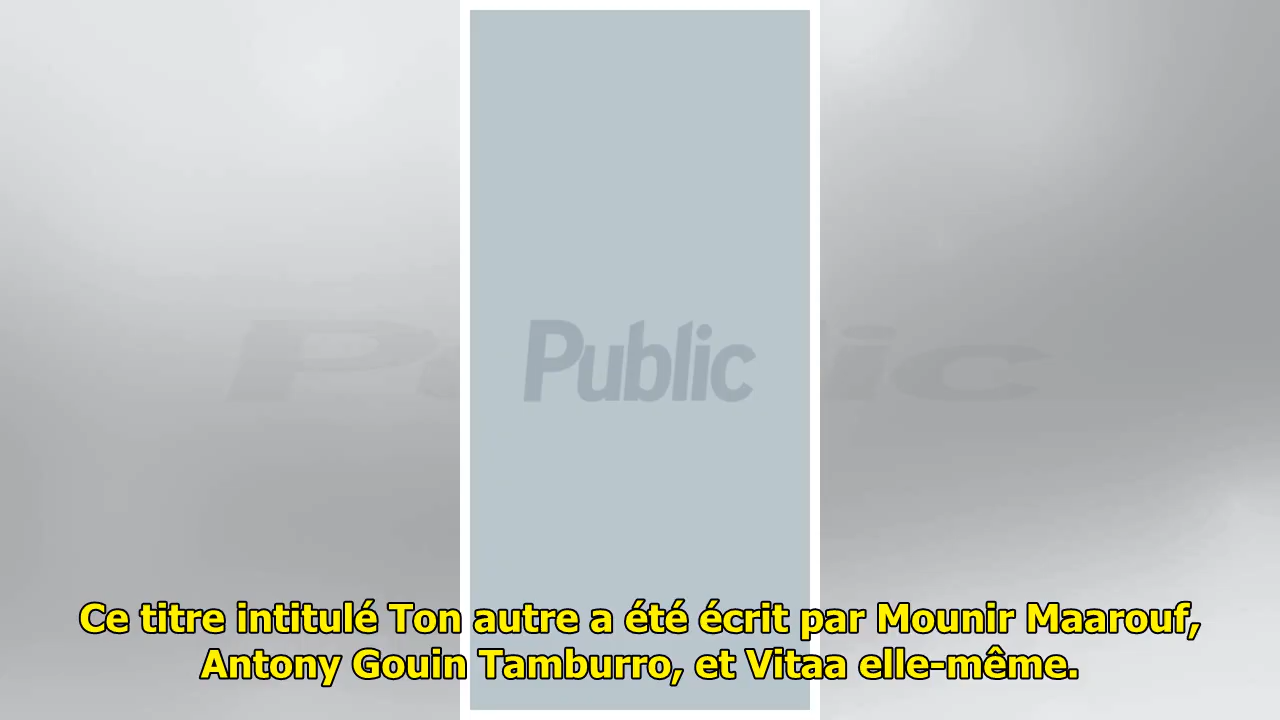 Public
Ce titre intitulé Ton autre a été écrit par Mounir Maarouf,
Antony Gouin Tamburro, et Vitaa elle-même.